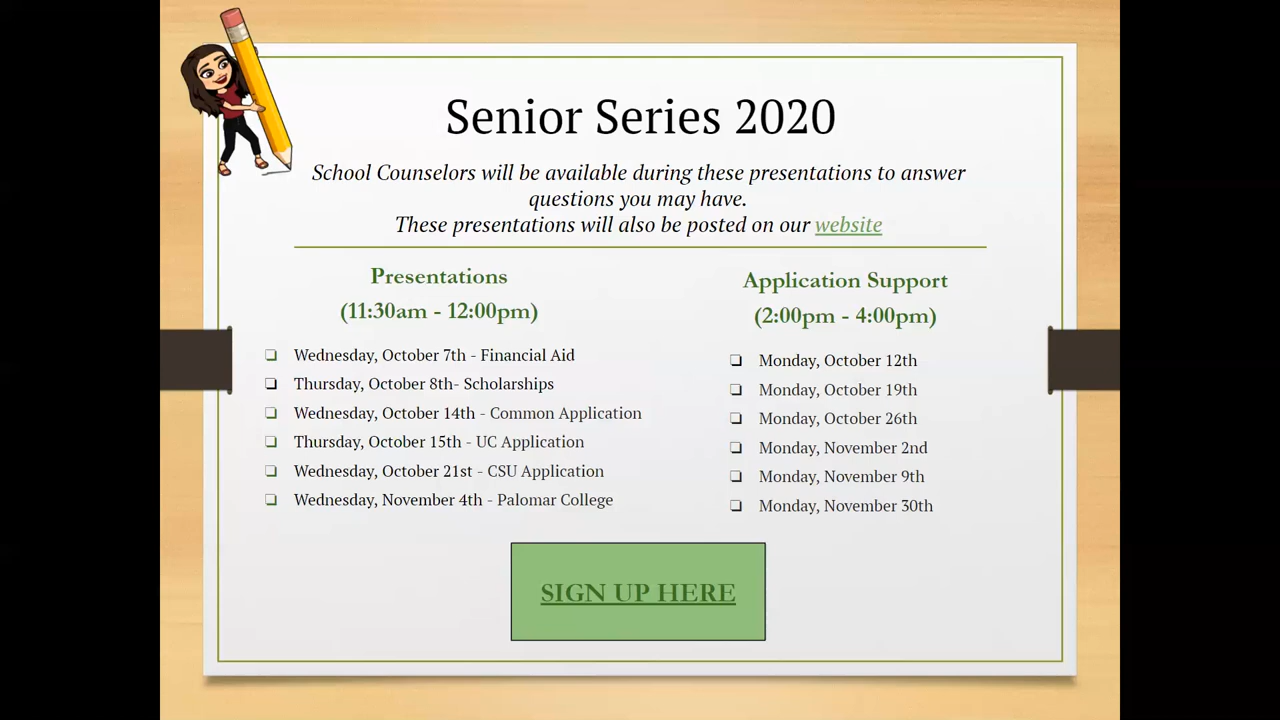 Senior Series 2020
School Counselors will be available during these presentations to answer
questions you may have.
These presentations will also be posted on our website
Presentations
(11:30am - 12:00pm)
Wednesday, October 7th - Financial Aid
Thursday, October 8th- Scholarships
Wednesday, October 14th - Common Application
Thursday, October 15th - UC Application
Wednesday, October 21st - CSU Application
Wednesday, November 4th - Palomar College
Application Support
(2:00pm - 4:00pm)
Monday, October 12th
Monday, October 19th
Monday, October 26th
Monday, November 2nd
Monday, November 9th
Monday, November 30th
SIGN UP HERE